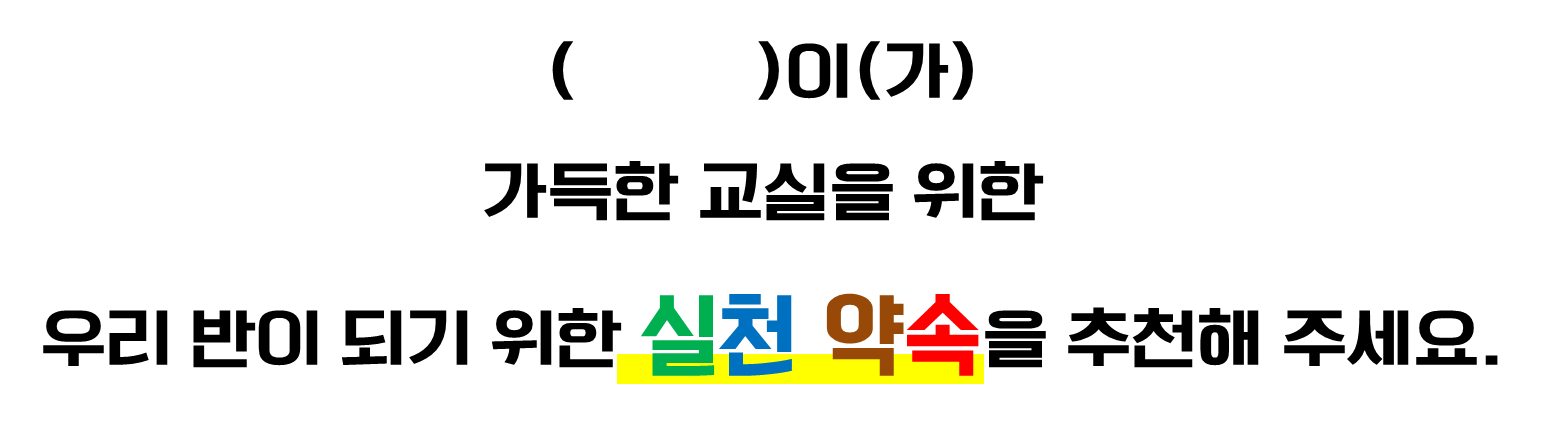 (          )이(가)
가득한 교실을 위한
우리 반이 되기 위한 실천 약속을 추천해 주세요.